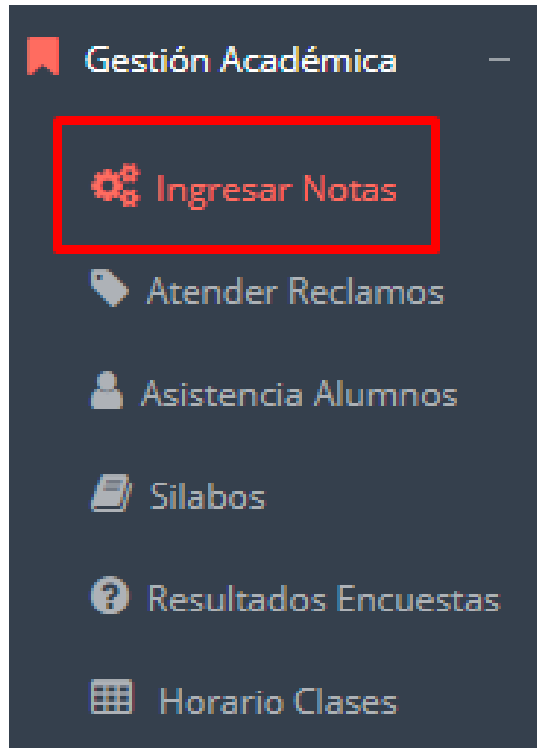 Gestión Académica
Ingresar Notas
Atender Reclamos
Asistencia Alumnos
Silabos
Resultados Encuestas
Horario Clases